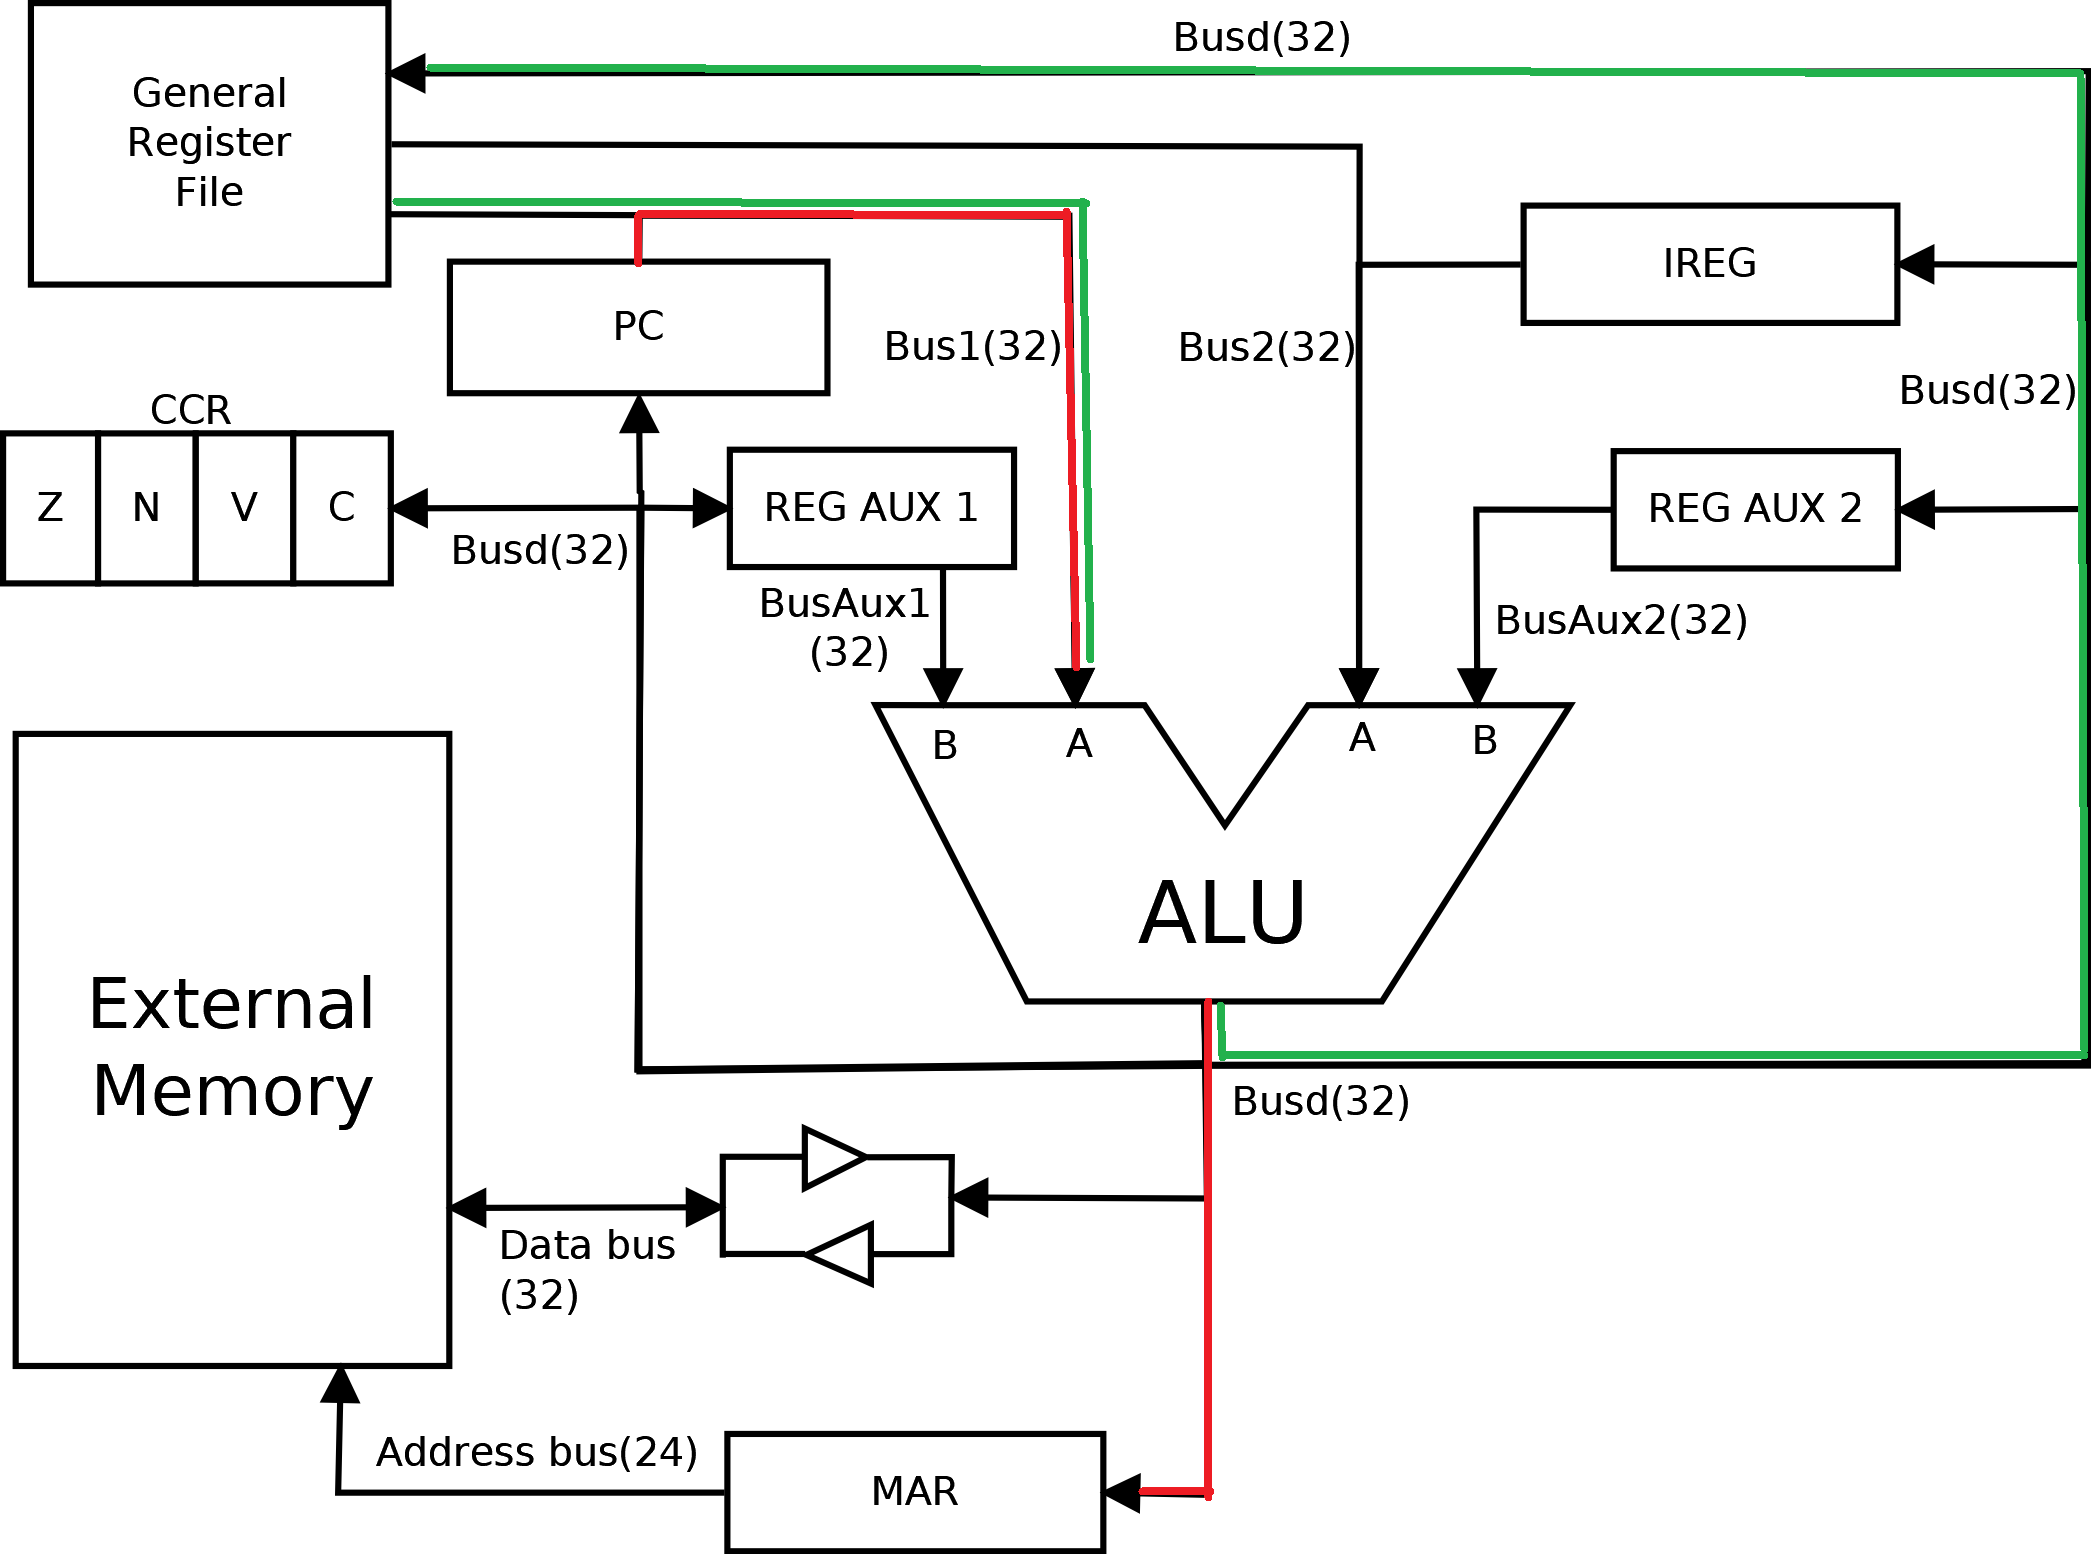 Busd(32)
General
Register
File
IREG
PC
Bus1(32)
Bus2(32)
Busd(32)
CCR
Z
N
V
C
REG AUX 1
REG AUX 2
Busd(32)
BusAux1
(32)
BusAux2(32)
B
A
A
B
ALU
External
Memory
Busd(32)
Data bus
(32)
Address bus(24)
MAR